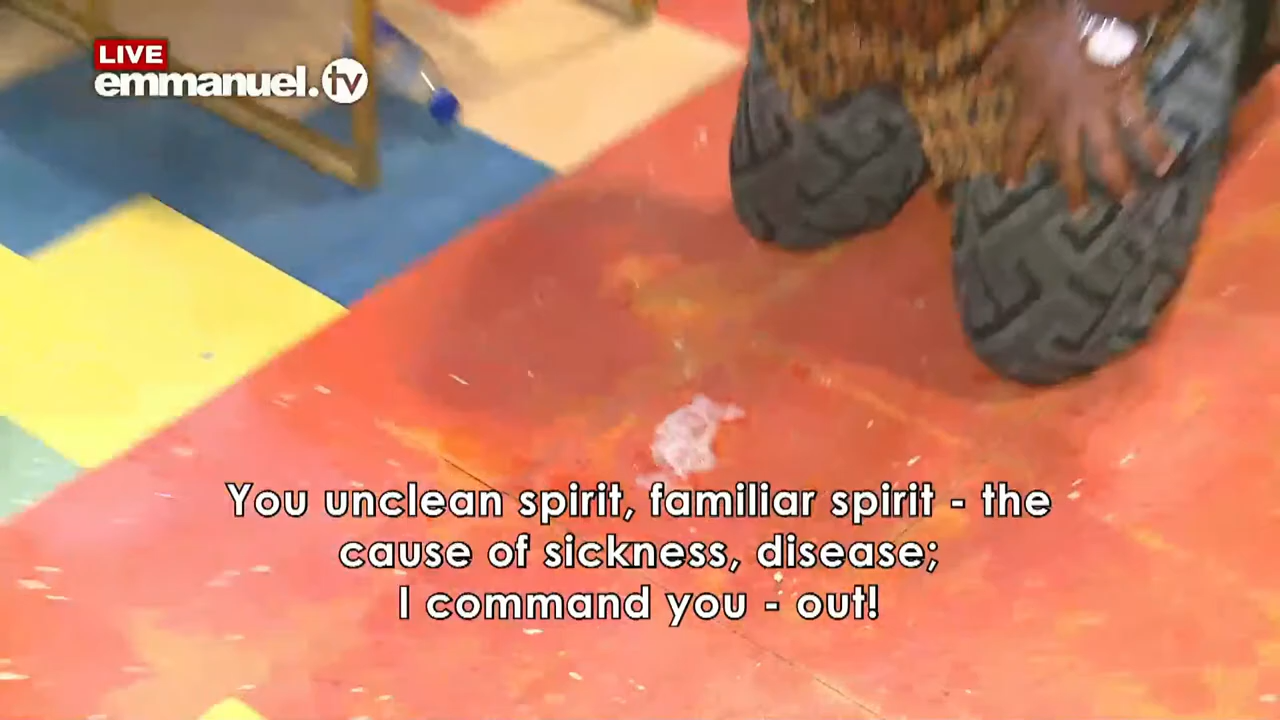 LIVE
emmanuel.tv
You unclean spirit, familiar spirit - the
cause of sickness, disease;
I command you - out!